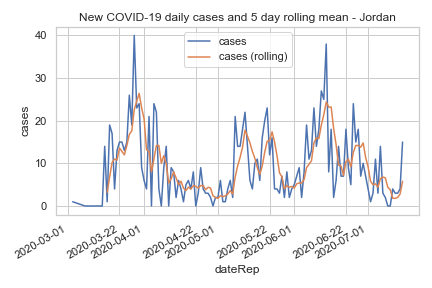 New COVID-19 daily cases and 5 day rolling mean - Jordan
cases
cases (rolling)
40
30
20
10
0
cases
2020-03-01
2020-03-22
2020-04-01
2020-04-22
2020-05-01
2020-05-22
2020-06-01
2020-06-22
2020-07-01
dateRep